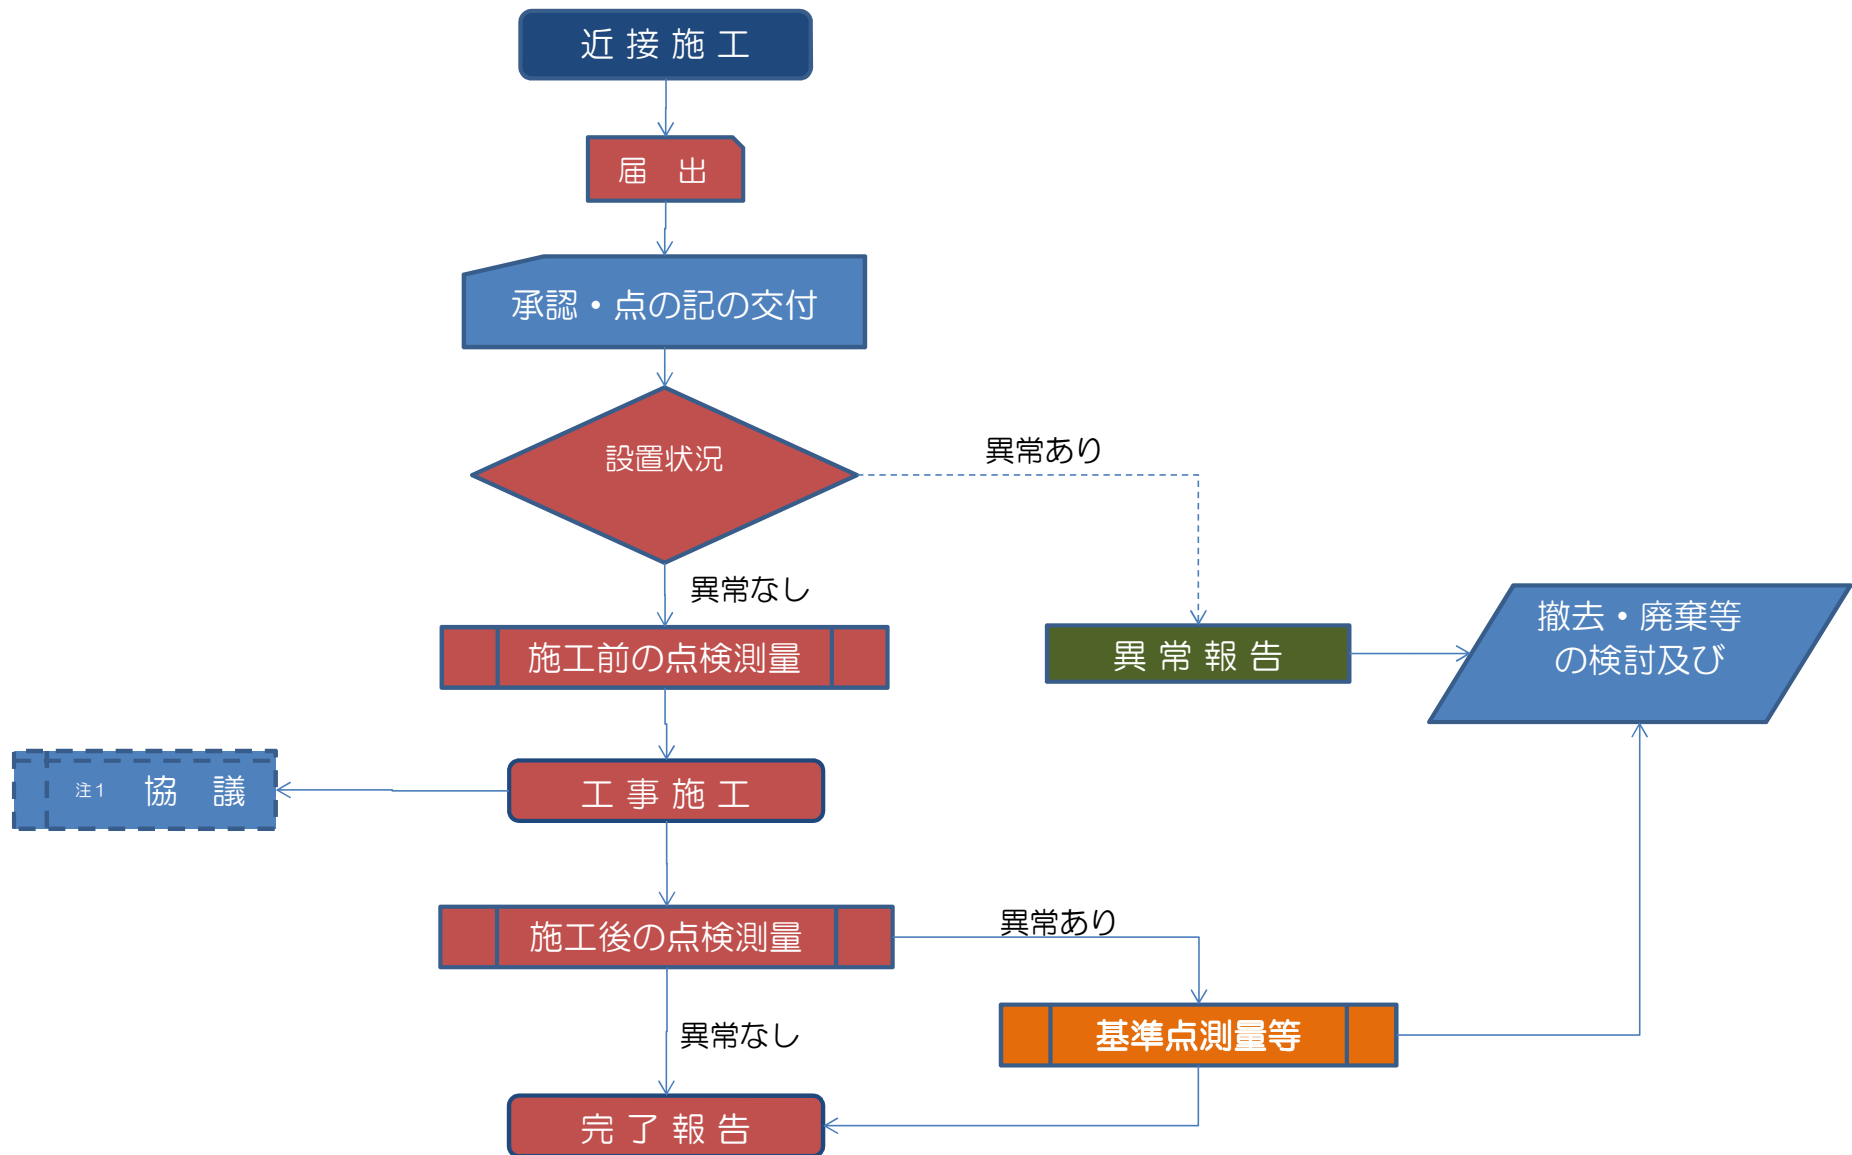 近接施工
届　出
承認・点の記の交付
設置状況
異常あり
異常なし
施工前の点検測量
異常報告
撤去・廃棄等
の検討及び
注1　協　議
工事施工
施工後の点検測量
異常あり
異常なし
基準点測量等
完了報告